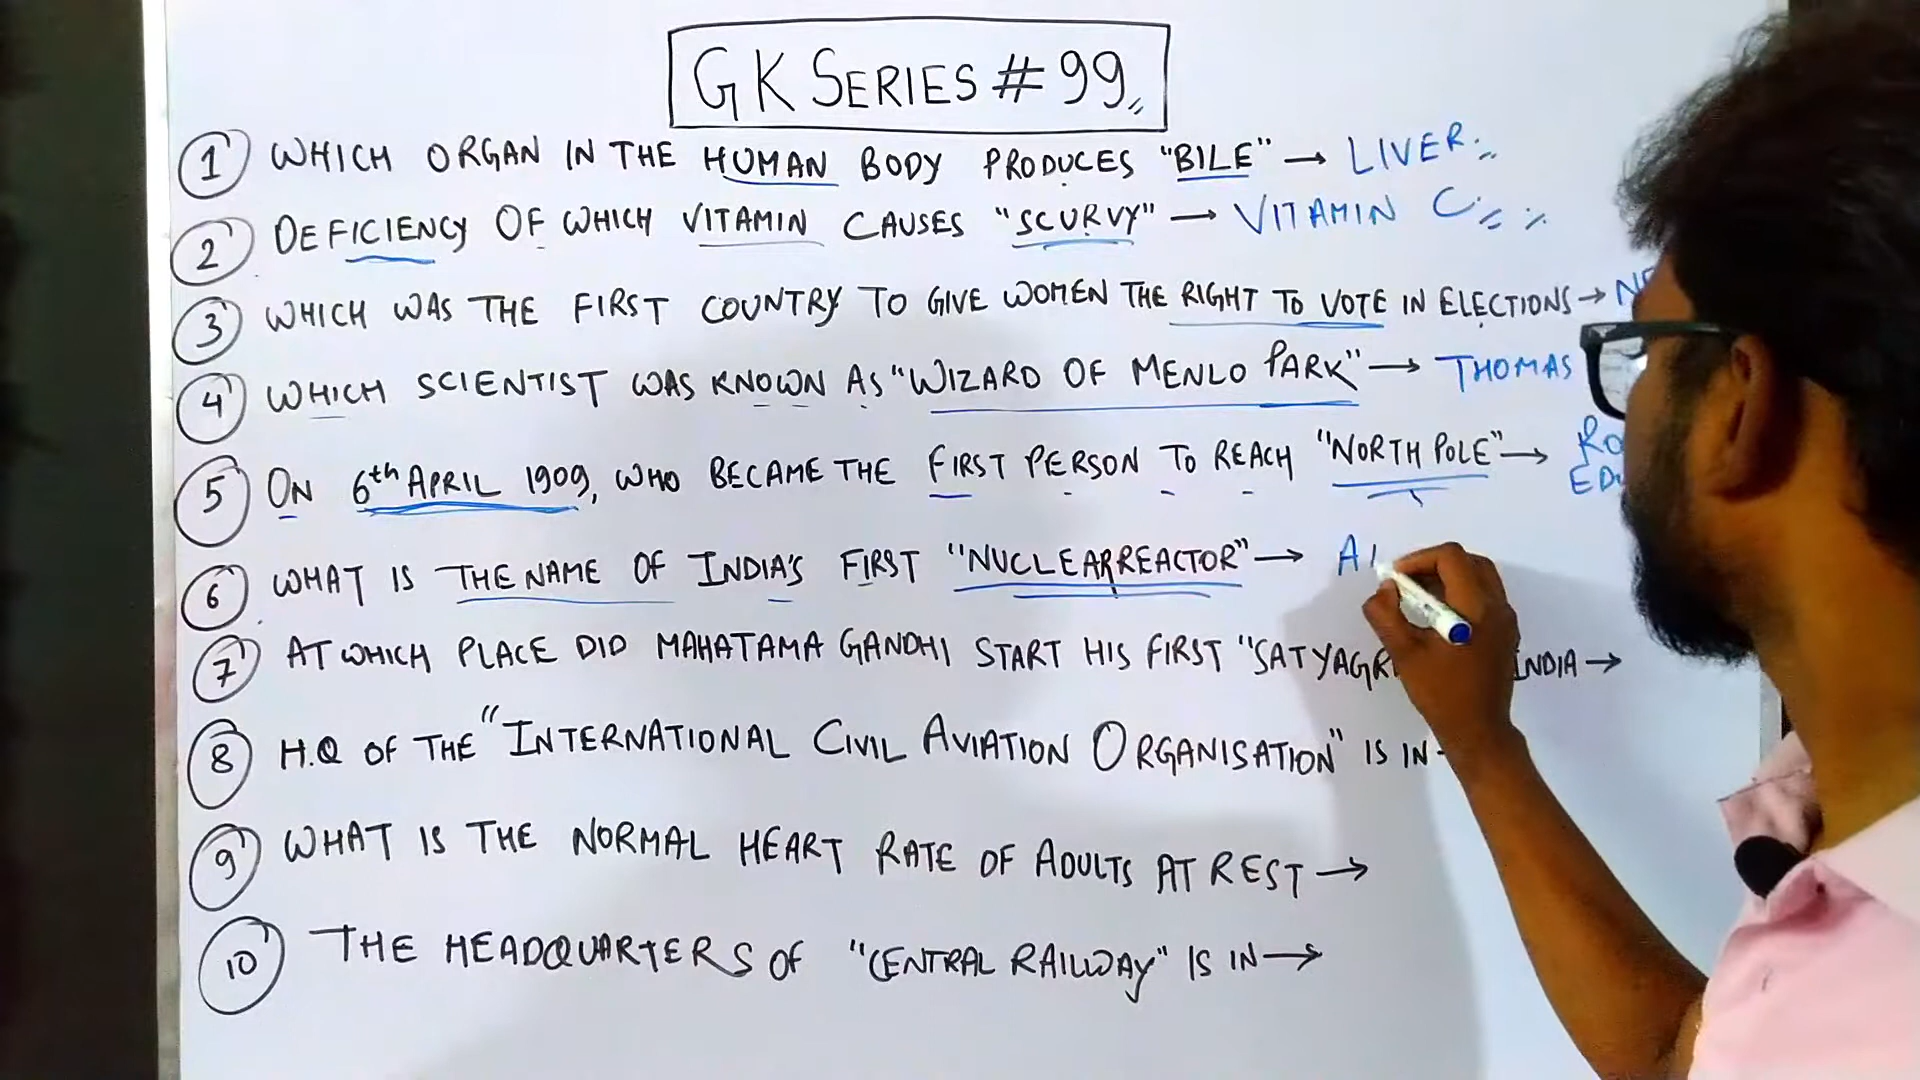 GK SERIES # 99
1 WHICH ORGAN IN THE HUMAN BODY PRODUCES "BILE" → LIVER
2 DEFICIENCY OF WHICH VITAMIN CAUSES "SCURVY" → VITAMIN C
3 WHICH WAS THE FIRST COUNTRY TO GIVE WOMEN THE RIGHT TO VOTE IN ELECTIONS →
4 WHICH SCIENTIST WAS KNOWN AS "WIZARD OF MENLO PARK" → THOMAS
5 ON 6th APRIL 1909, WHO BECAME THE FIRST PERSON TO REACH "NORTH POLE" →
6 WHAT IS THE NAME OF INDIA'S FIRST "NUCLEAR REACTOR" →
7 AT WHICH PLACE DID MAHATAMA GANDHI START HIS FIRST INDIA →
8 H.Q OF THE "INTERNATIONAL CIVIL AVIATION ORGANISATION" IS IN
9 WHAT IS THE NORMAL HEART RATE OF ADULTS AT REST →
10 THE HEADQUARTERS OF "CENTRAL RAILWAY" IS IN →